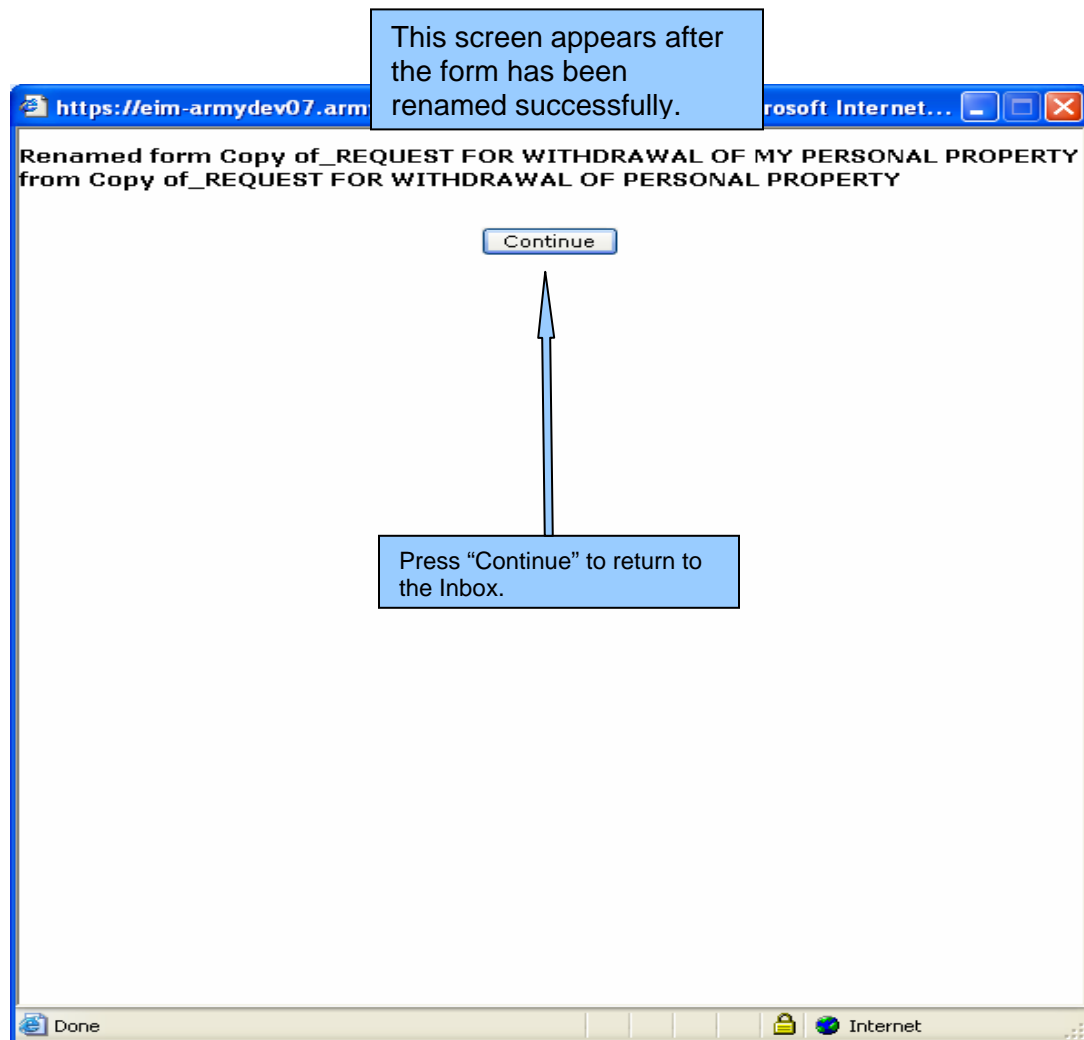 This screen appears after
the form has been
renamed successfully.
https://eim-armydev07.arm
rosoft Internet...
Renamed form Copy of_REQUEST FOR WITHDRAWAL OF MY PERSONAL PROPERTY
from Copy of_REQUEST FOR WITHDRAWAL OF PERSONAL PROPERTY
Continue
Press “Continue” to return to
the Inbox.
Done
Internet